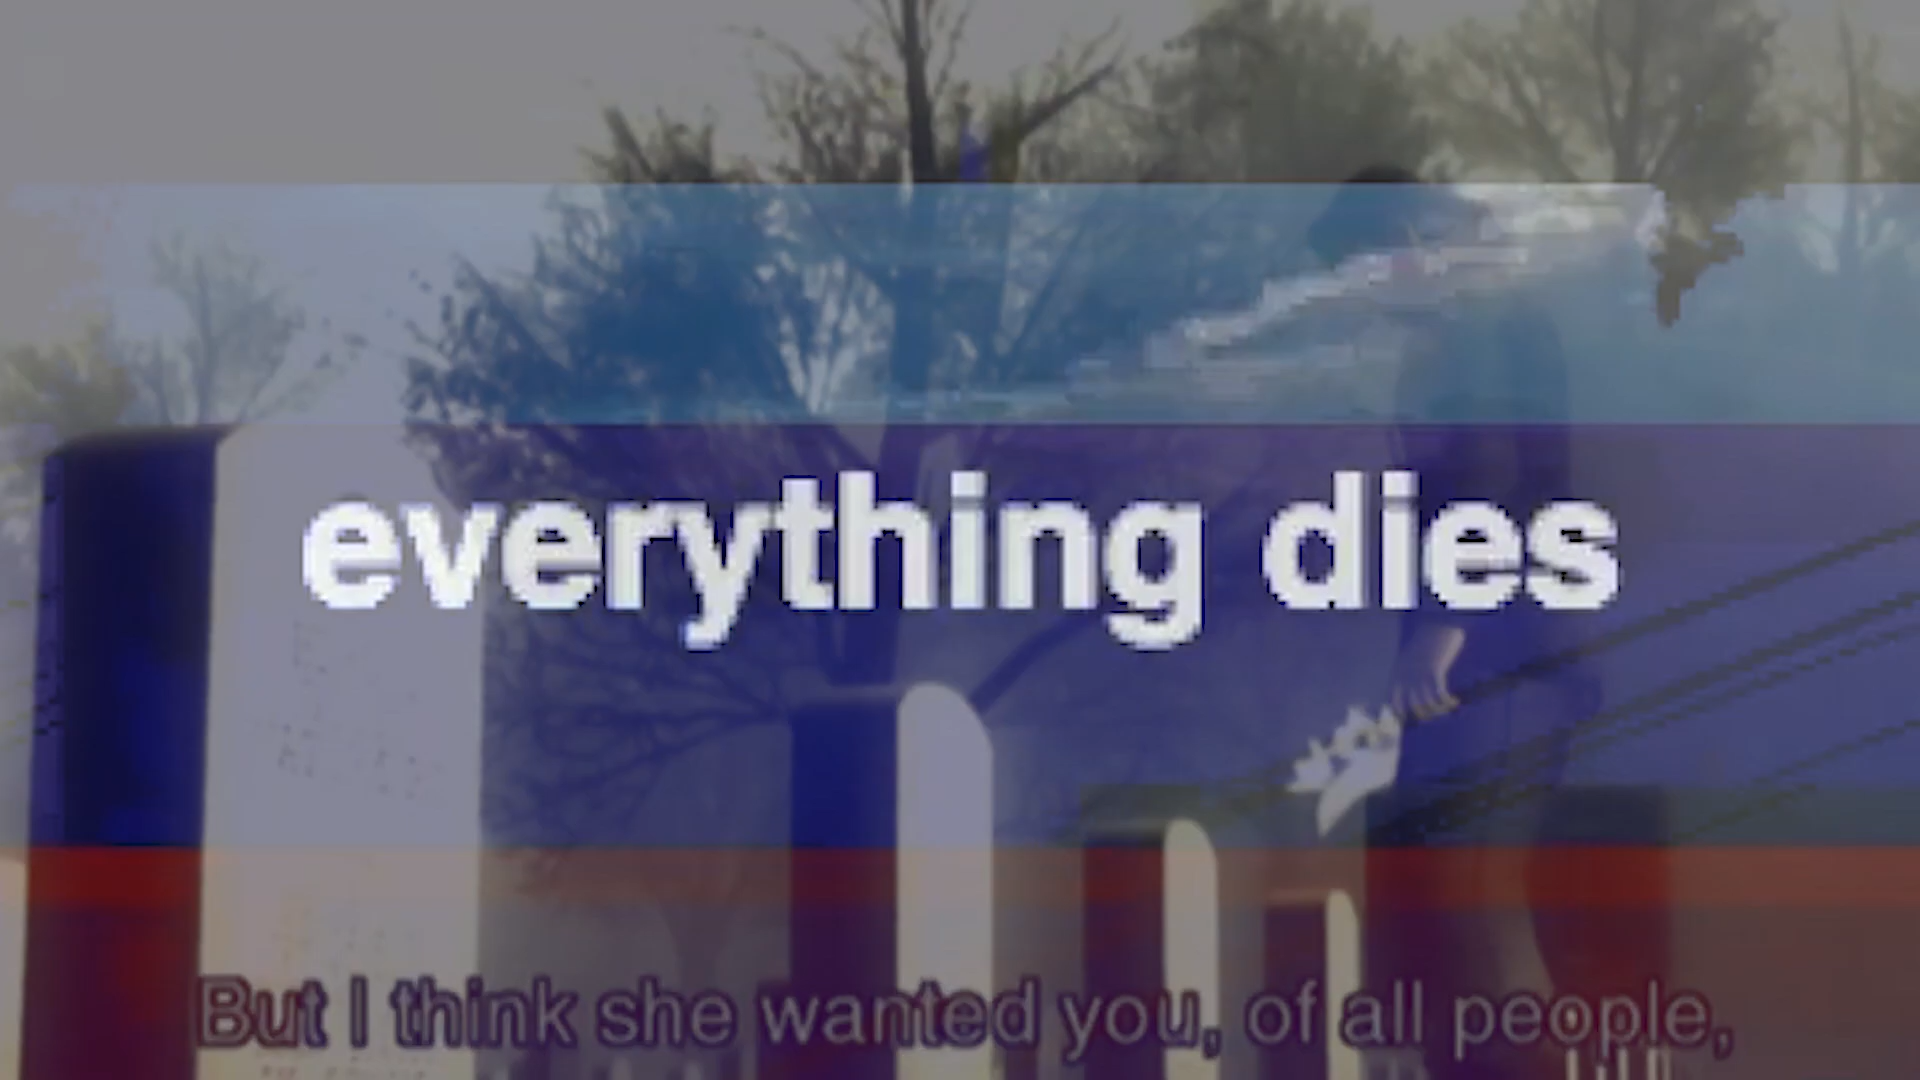 everything dies
But I think she wanted you, of all people,